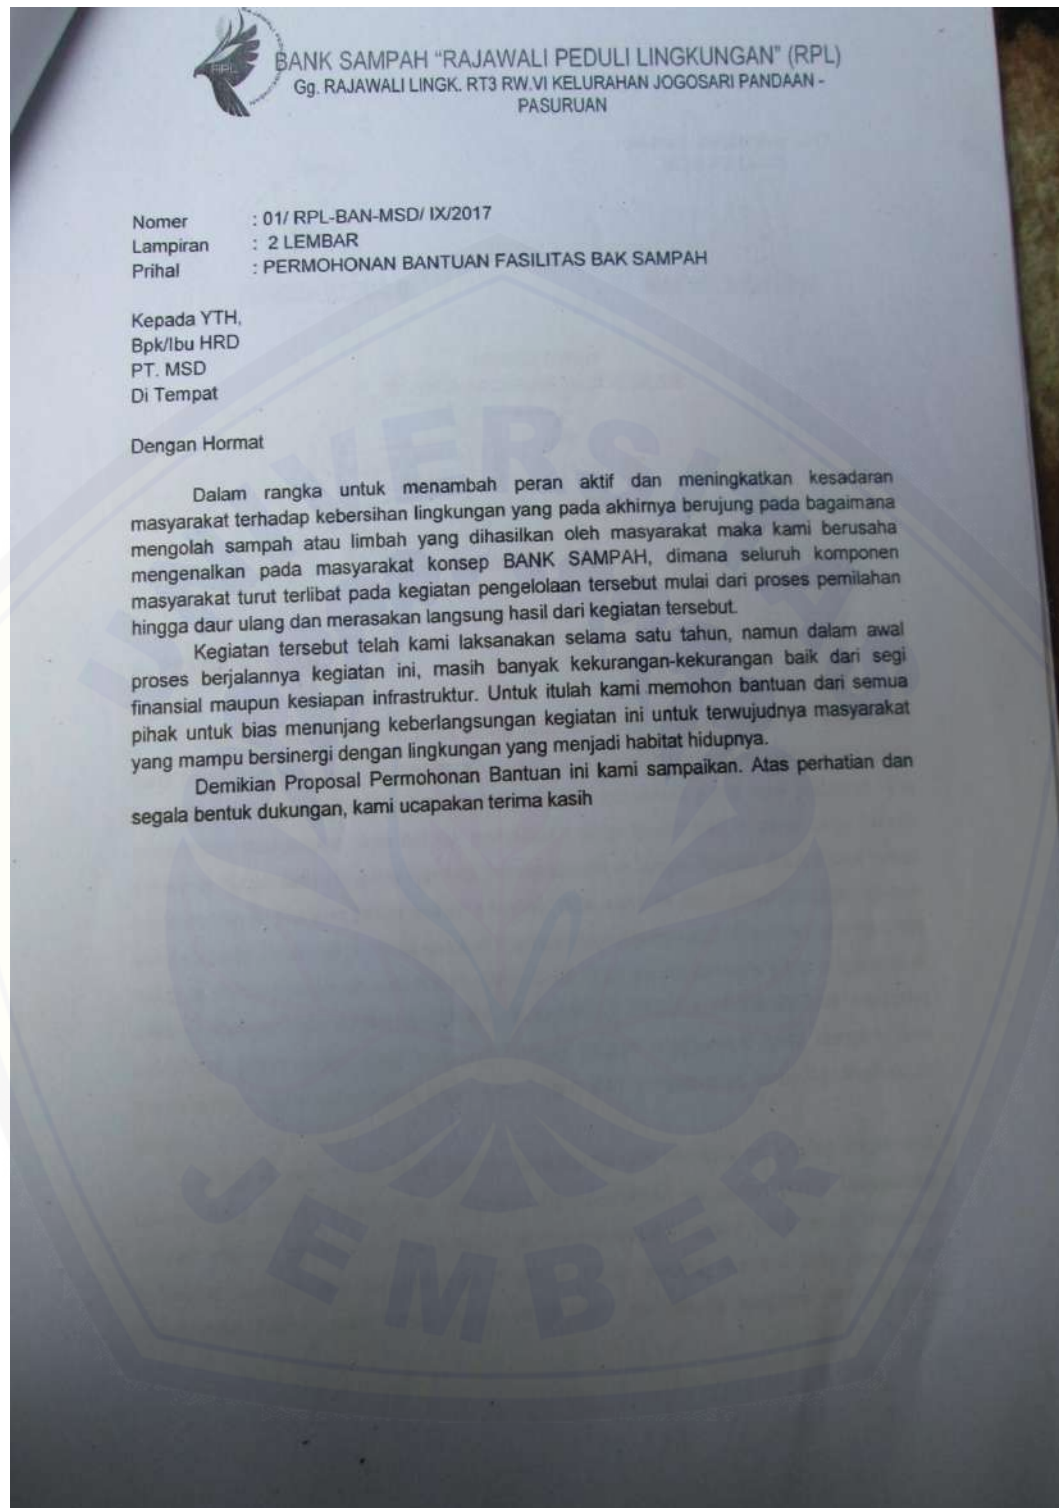 RPL
BANK SAMPAH “RAJAWALI PEDULI LINGKUNGAN” (RPL)
Gg. RAJAWALI LINGK. RT3 RW.VI KELURAHAN JOGOSARI PANDAAN -
PASURUAN
Nomer : 01/ RPL-BAN-MSD/ IX/2017
Lampiran : 2 LEMBAR
Prihal : PERMOHONAN BANTUAN FASILITAS BAK SAMPAH
Kepada YTH,
Bpk/Ibu HRD
PT. MSD
Di Tempat
Dengan Hormat
Dalam rangka untuk menambah peran aktif dan meningkatkan kesadaran
masyarakat terhadap kebersihan lingkungan yang pada akhirnya berujung pada bagaimana
mengolah sampah atau limbah yang dihasilkan oleh masyarakat maka kami berusaha
mengenalkan pada masyarakat konsep BANK SAMPAH, dimana seluruh komponen
masyarakat turut terlibat pada kegiatan pengelolaan tersebut mulai dari proses pemilahan
hingga daur ulang dan merasakan langsung hasil dari kegiatan tersebut.
Kegiatan tersebut telah kami laksanakan selama satu tahun, namun dalam awal
proses berjalannya kegiatan ini, masih banyak kekurangan-kekurangan baik dari segi
finansial maupun kesiapan infrastruktur. Untuk itulah kami memohon bantuan dari semua
pihak untuk bias menunjang keberlangsungan kegiatan ini untuk terwujudnya masyarakat
yang mampu bersinergi dengan lingkungan yang menjadi habitat hidupnya.
Demikian Proposal Permohonan Bantuan ini kami sampaikan. Atas perhatian dan
segala bentuk dukungan, kami ucapakan terima kasih
JEMBER